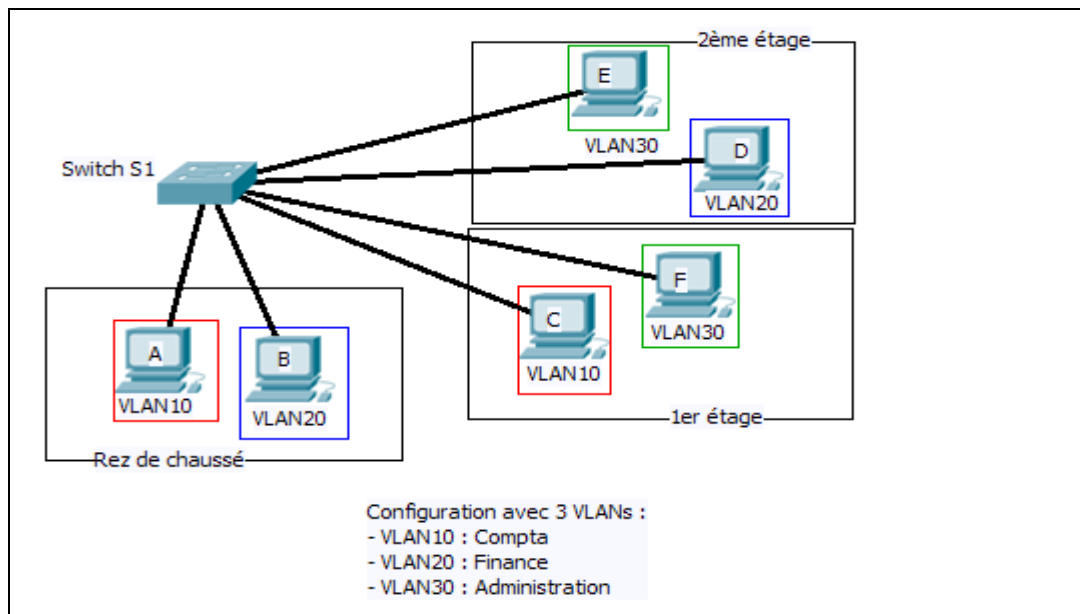 2ème étage
E
VLAN30
D
VLAN20
Switch S1
F
VLAN30
C
VLAN10
1er étage
A
VLAN10
B
VLAN20
Rez de chaussé
Configuration avec 3 VLANs :
- VLAN10 : Compta
- VLAN20 : Finance
- VLAN30 : Administration